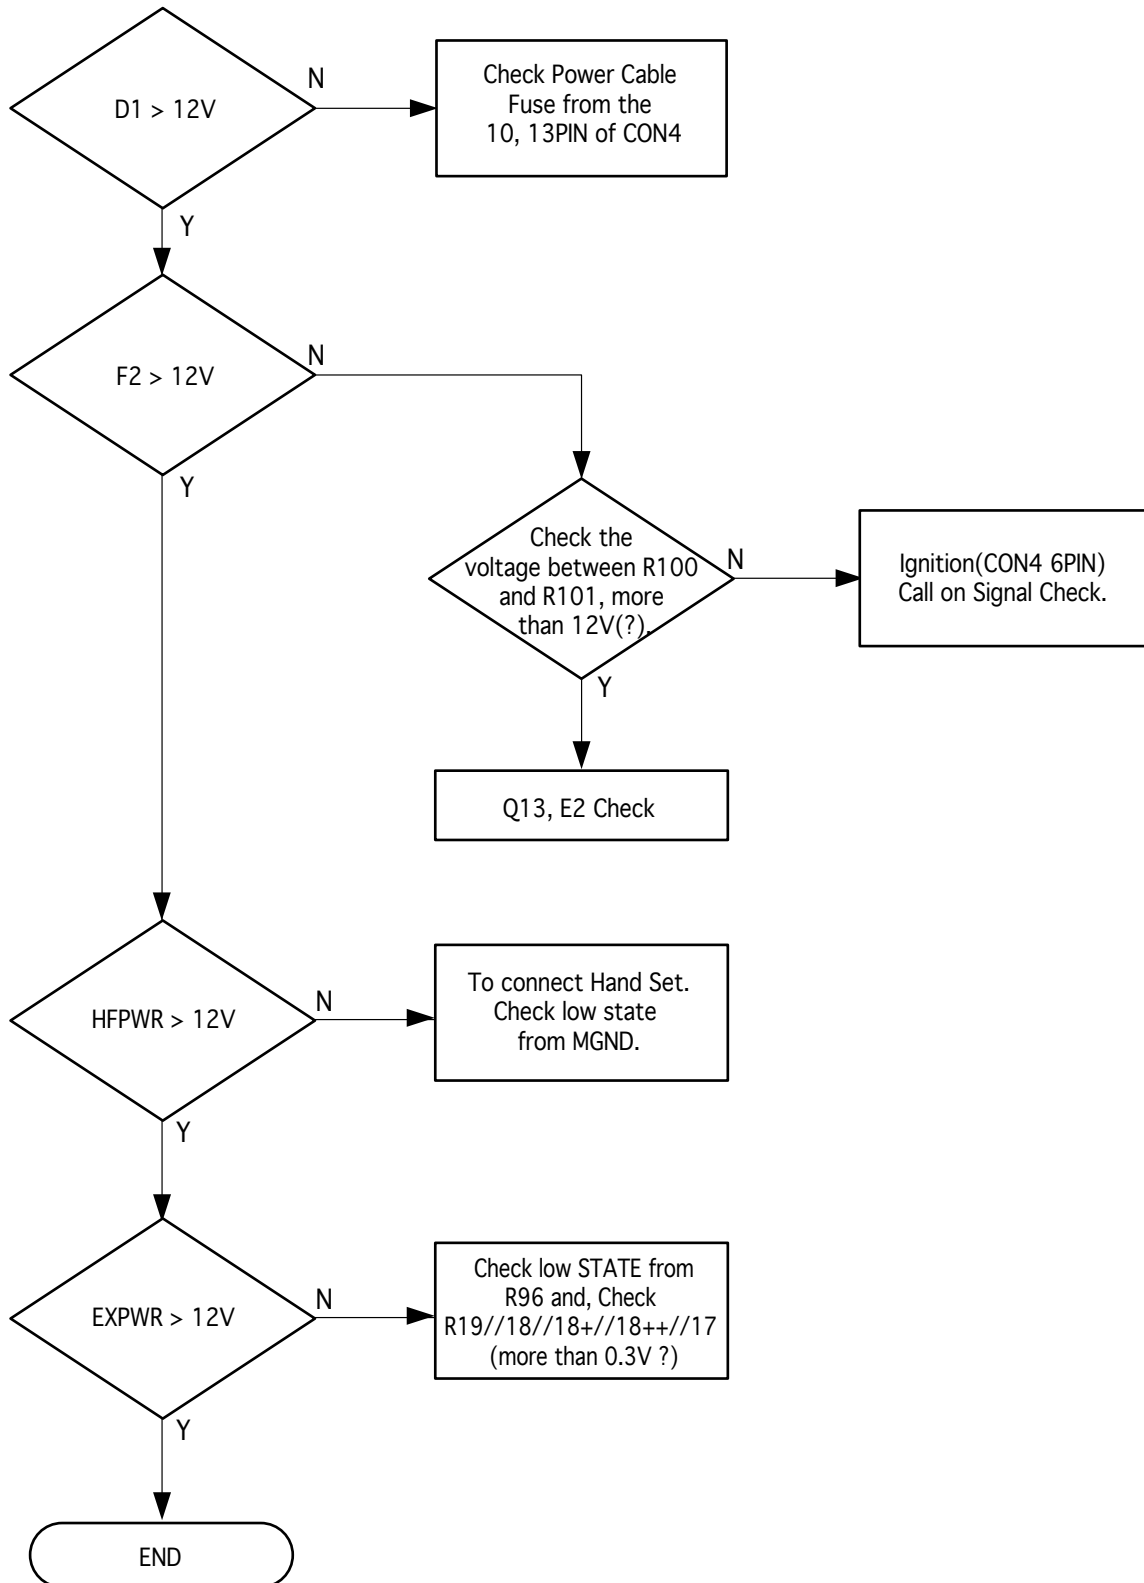 D1 > 12V
N
Check Power Cable
Fuse from the
10, 13PIN of CON4
Y
F2 > 12V
N
Y
Check the
voltage between R100
and R101, more
than 12V(?).
N
Ignition(CON4 6PIN)
Call on Signal Check.
Y
Q13, E2 Check
HFPWR > 12V
N
To connect Hand Set.
Check low state
from MGND.
Y
EXPWR > 12V
N
Check low STATE from
R96 and, Check
R19//18//18+//18++//17
(more than 0.3V ?)
Y
END